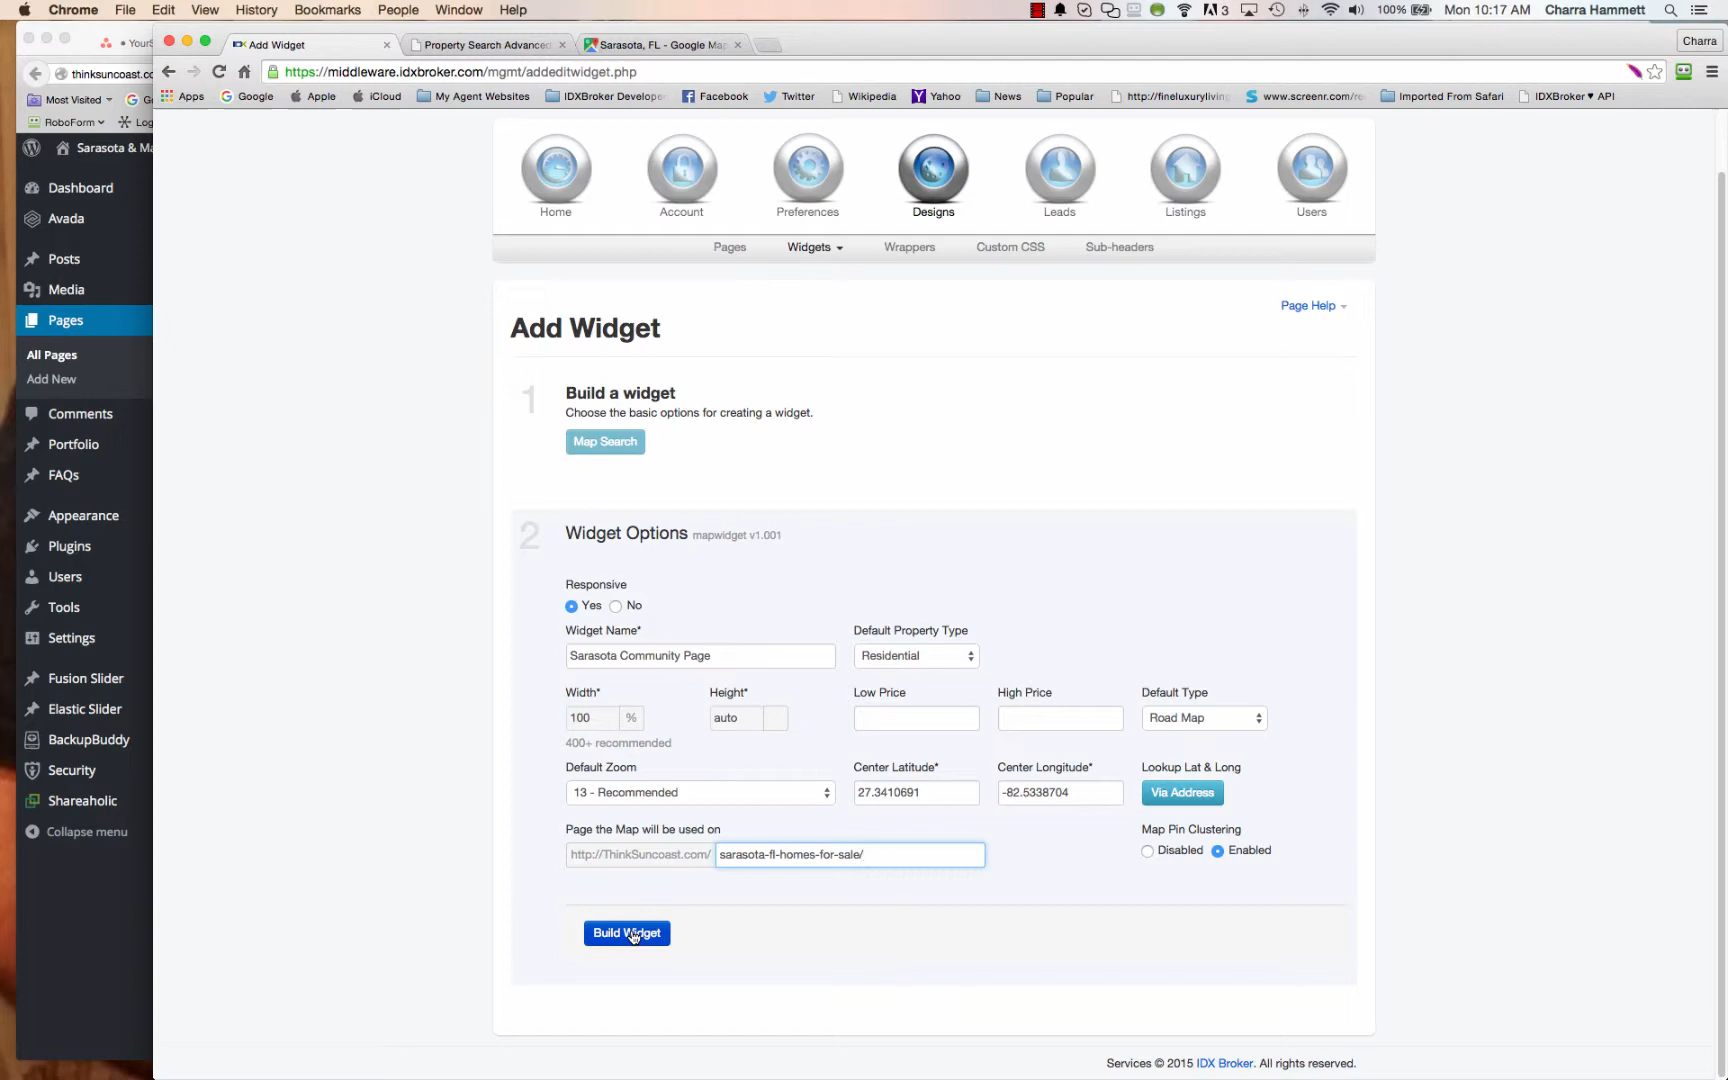 Chrome File Edit View History Bookmarks People Window Help 3 100% Mon 10:17 AM Charra Hammett
YourS Add Widget Property Search Advanced Sarasota, FL - Google Map Charra
thinksuncoast.co https://middleware.idxbroker.com/mgmt/addeditwidget.php
Most Visited G Apps Google Apple iCloud My Agent Websites IDXBroker Develope Facebook Twitter Wikipedia Yahoo News Popular http://fineluxuryliving www.screenr.com/re Imported From Safari IDXBroker ♥ API
RoboForm Log
Sarasota & Ma
Dashboard
Avada
Posts
Media
Pages
All Pages
Add New
Comments
Portfolio
FAQs
Appearance
Plugins
Users
Tools
Settings
Fusion Slider
Elastic Slider
BackupBuddy
Security
Shareaholic
Collapse menu
Home Account Preferences Designs Leads Listings Users
Pages Widgets Wrappers Custom CSS Sub-headers
Page Help
Add Widget
1 Build a widget
Choose the basic options for creating a widget.
Map Search
2 Widget Options mapwidget v1.001
Responsive
Yes No
Widget Name* Default Property Type
Sarasota Community Page Residential
Width* Height* Low Price High Price Default Type
100 % auto Road Map
400+ recommended
Default Zoom Center Latitude* Center Longitude* Lookup Lat & Long
13 - Recommended 27.3410691 -82.5338704 Via Address
Page the Map will be used on Map Pin Clustering
http://ThinkSuncoast.com/ sarasota-fl-homes-for-sale/ Disabled Enabled
Build Widget
Services © 2015 IDX Broker. All rights reserved.